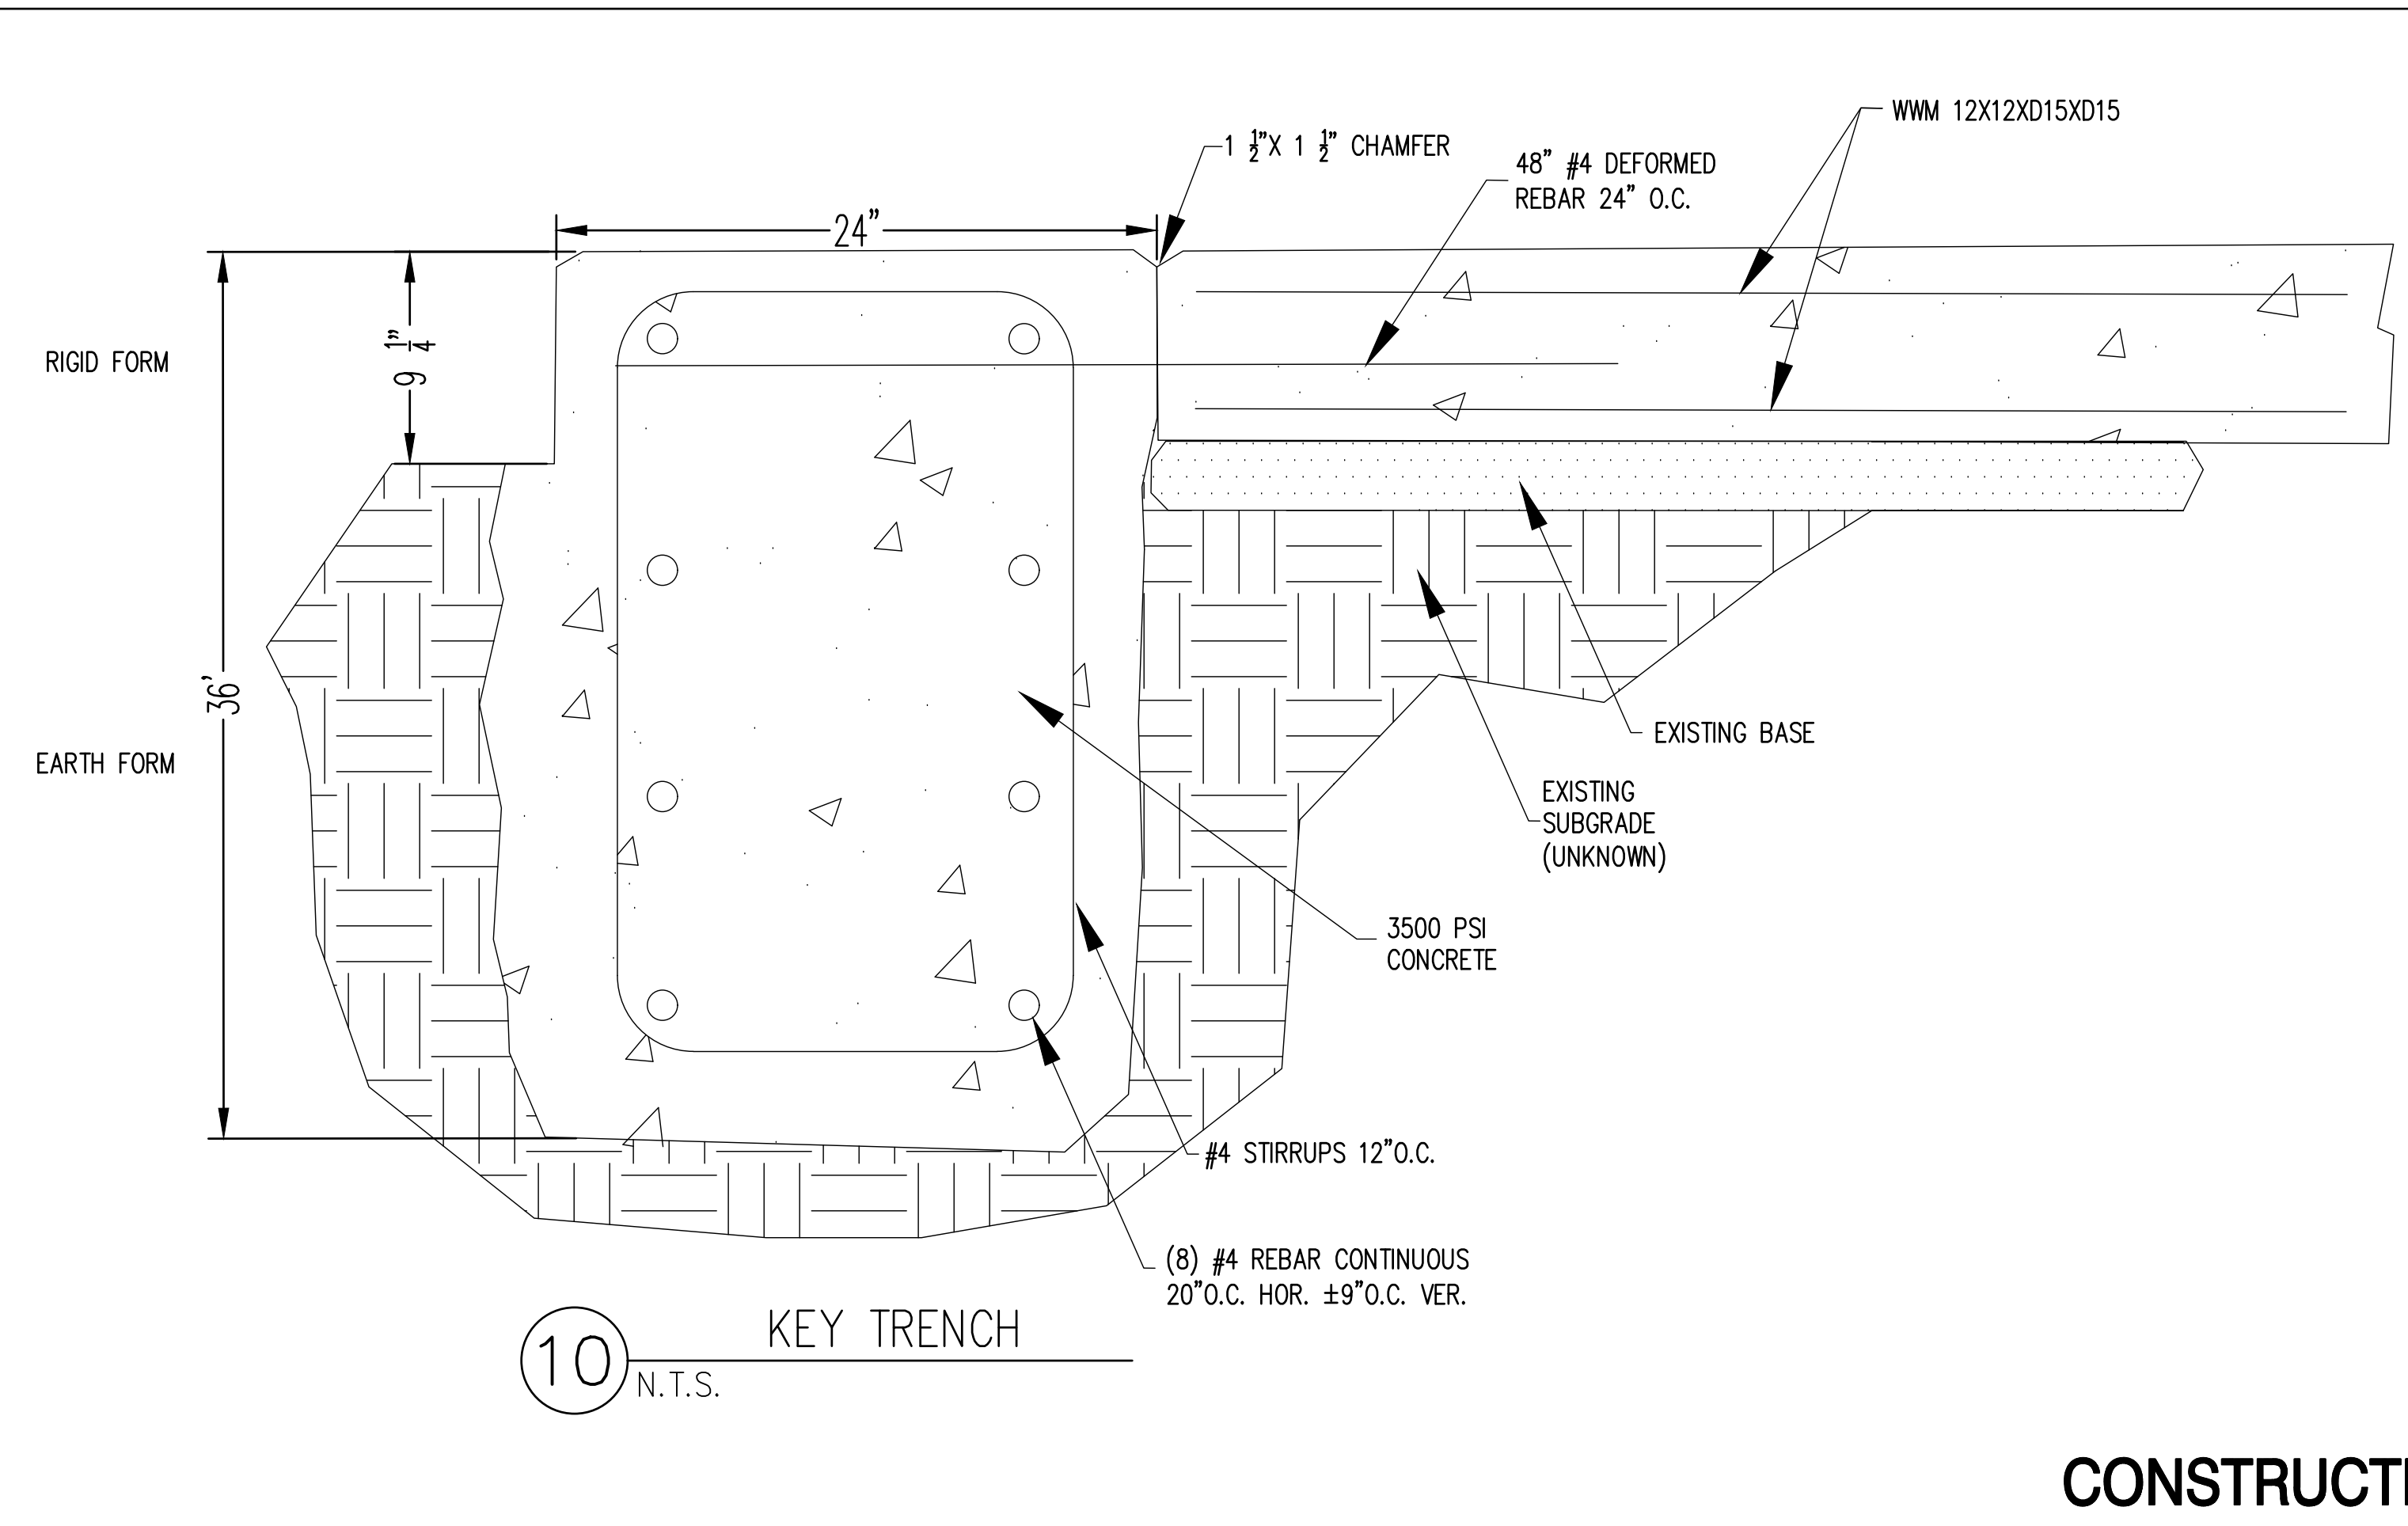 WWM 12X12XD15XD15
1 ½"X 1 ½" CHAMFER
48" #4 DEFORMED
REBAR 24" O.C.
24"
9 ¼"
RIGID FORM
36'
EARTH FORM
EXISTING BASE
EXISTING
SUBGRADE
(UNKNOWN)
3500 PSI
CONCRETE
#4 STIRRUPS 12"O.C.
(8) #4 REBAR CONTINUOUS
20"O.C. HOR. ±9"O.C. VER.
10
KEY TRENCH
N.T.S.
CONSTRUCTI